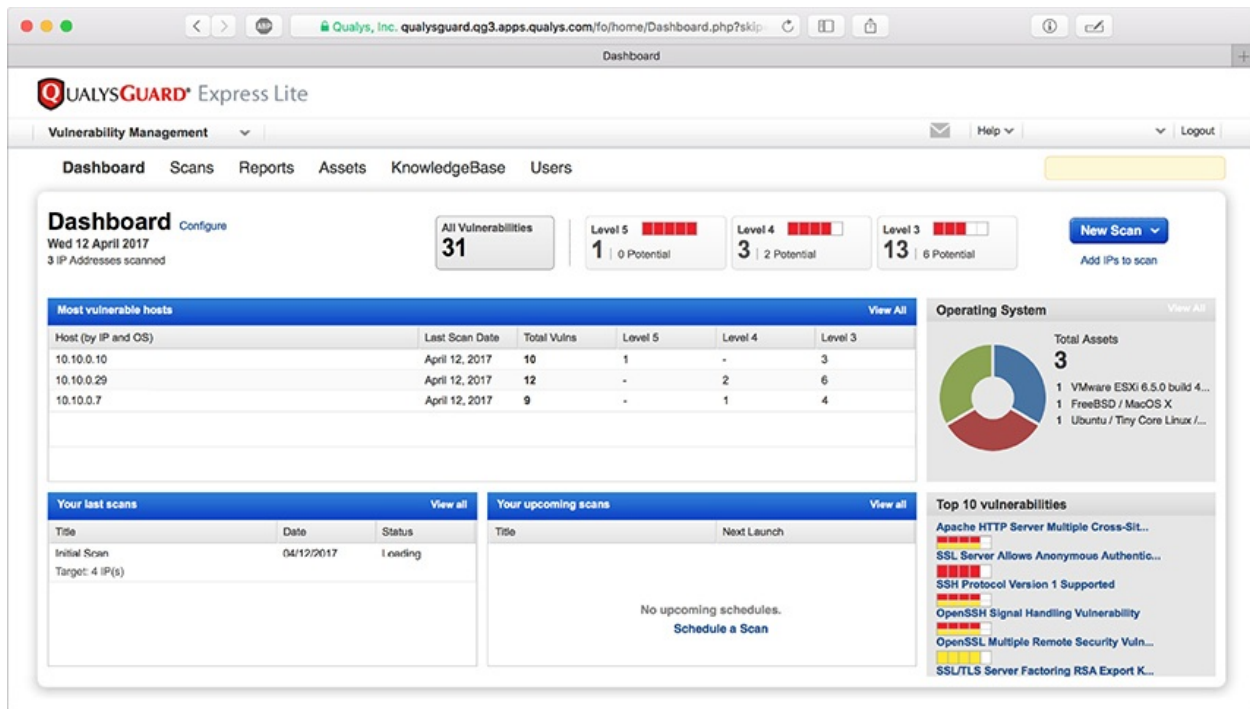 Qualys, Inc. qualysguard.qg3.apps.qualys.com/fo/home/Dashboard.php?skip
Dashboard
QUALYSGUARD® Express Lite
Vulnerability Management
Help
Logout
Dashboard Scans Reports Assets KnowledgeBase Users
Dashboard Configure
Wed 12 April 2017
3 IP Addresses scanned
All Vulnerabilities
31
Level 5
1 | 0 Potential
Level 4
3 | 2 Potential
Level 3
13 | 6 Potential
New Scan
Add IPs to scan
Most vulnerable hosts View All
Host (by IP and OS) Last Scan Date Total Vulns Level 5 Level 4 Level 3
10.10.0.10 April 12, 2017 10 1 - 3
10.10.0.29 April 12, 2017 12 - 2 6
10.10.0.7 April 12, 2017 9 - 1 4
Operating System View All
Total Assets
3
1 VMware ESXi 6.5.0 build 4...
1 FreeBSD / MacOS X
1 Ubuntu / Tiny Core Linux /...
Your last scans View all
Title Date Status
Initial Scan 04/12/2017 Loading
Target: 4 IP(s)
Your upcoming scans View all
Title Next Launch
No upcoming schedules.
Schedule a Scan
Top 10 vulnerabilities
Apache HTTP Server Multiple Cross-Sit...
SSL Server Allows Anonymous Authentic...
SSH Protocol Version 1 Supported
OpenSSH Signal Handling Vulnerability
OpenSSL Multiple Remote Security Vuln...
SSL/TLS Server Factoring RSA Export K...